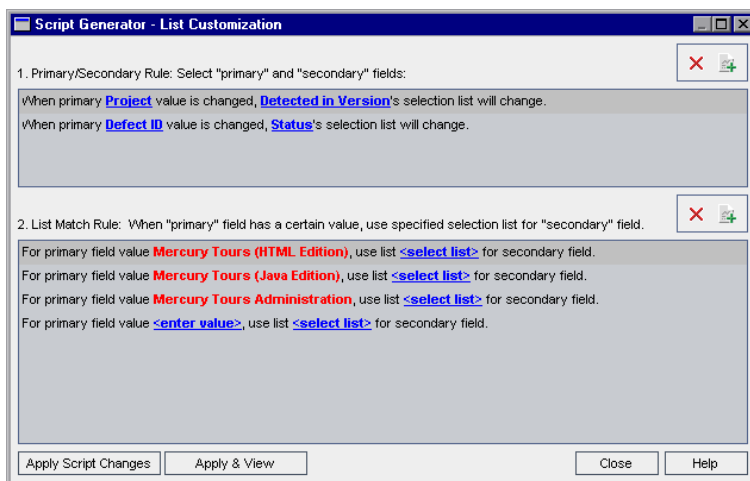 Script Generator - List Customization
1. Primary/Secondary Rule: Select "primary" and "secondary" fields:
When primary Project value is changed, Detected in Version's selection list will change.
When primary Defect ID value is changed, Status's selection list will change.
2. List Match Rule: When "primary" field has a certain value, use specified selection list for "secondary" field.
For primary field value Mercury Tours (HTML Edition), use list <select list> for secondary field.
For primary field value Mercury Tours (Java Edition), use list <select list> for secondary field.
For primary field value Mercury Tours Administration, use list <select list> for secondary field.
For primary field value <enter value>, use list <select list> for secondary field.
Apply Script Changes Apply & View Close Help